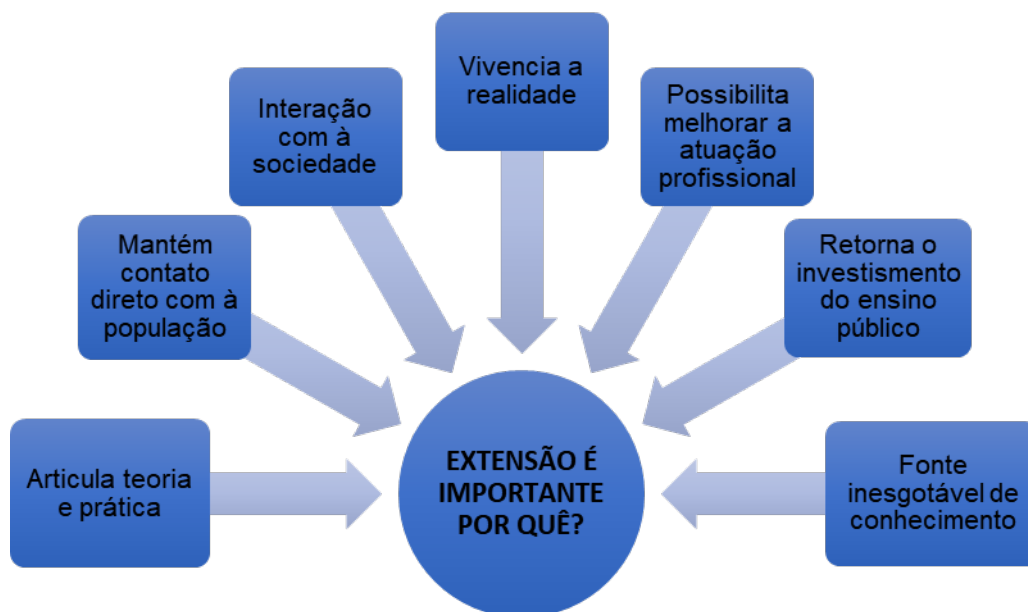 Articula teoria
e prática
Mantém
contato
direto com à
população
Interação
com à
sociedade
Vivencia a
realidade
Possibilita
melhorar a
atuação
profissional
Retorna o
investismento
do ensino
público
Fonte
inesgotável de
conhecimento
EXTENSÃO É
IMPORTANTE
POR QUÊ?